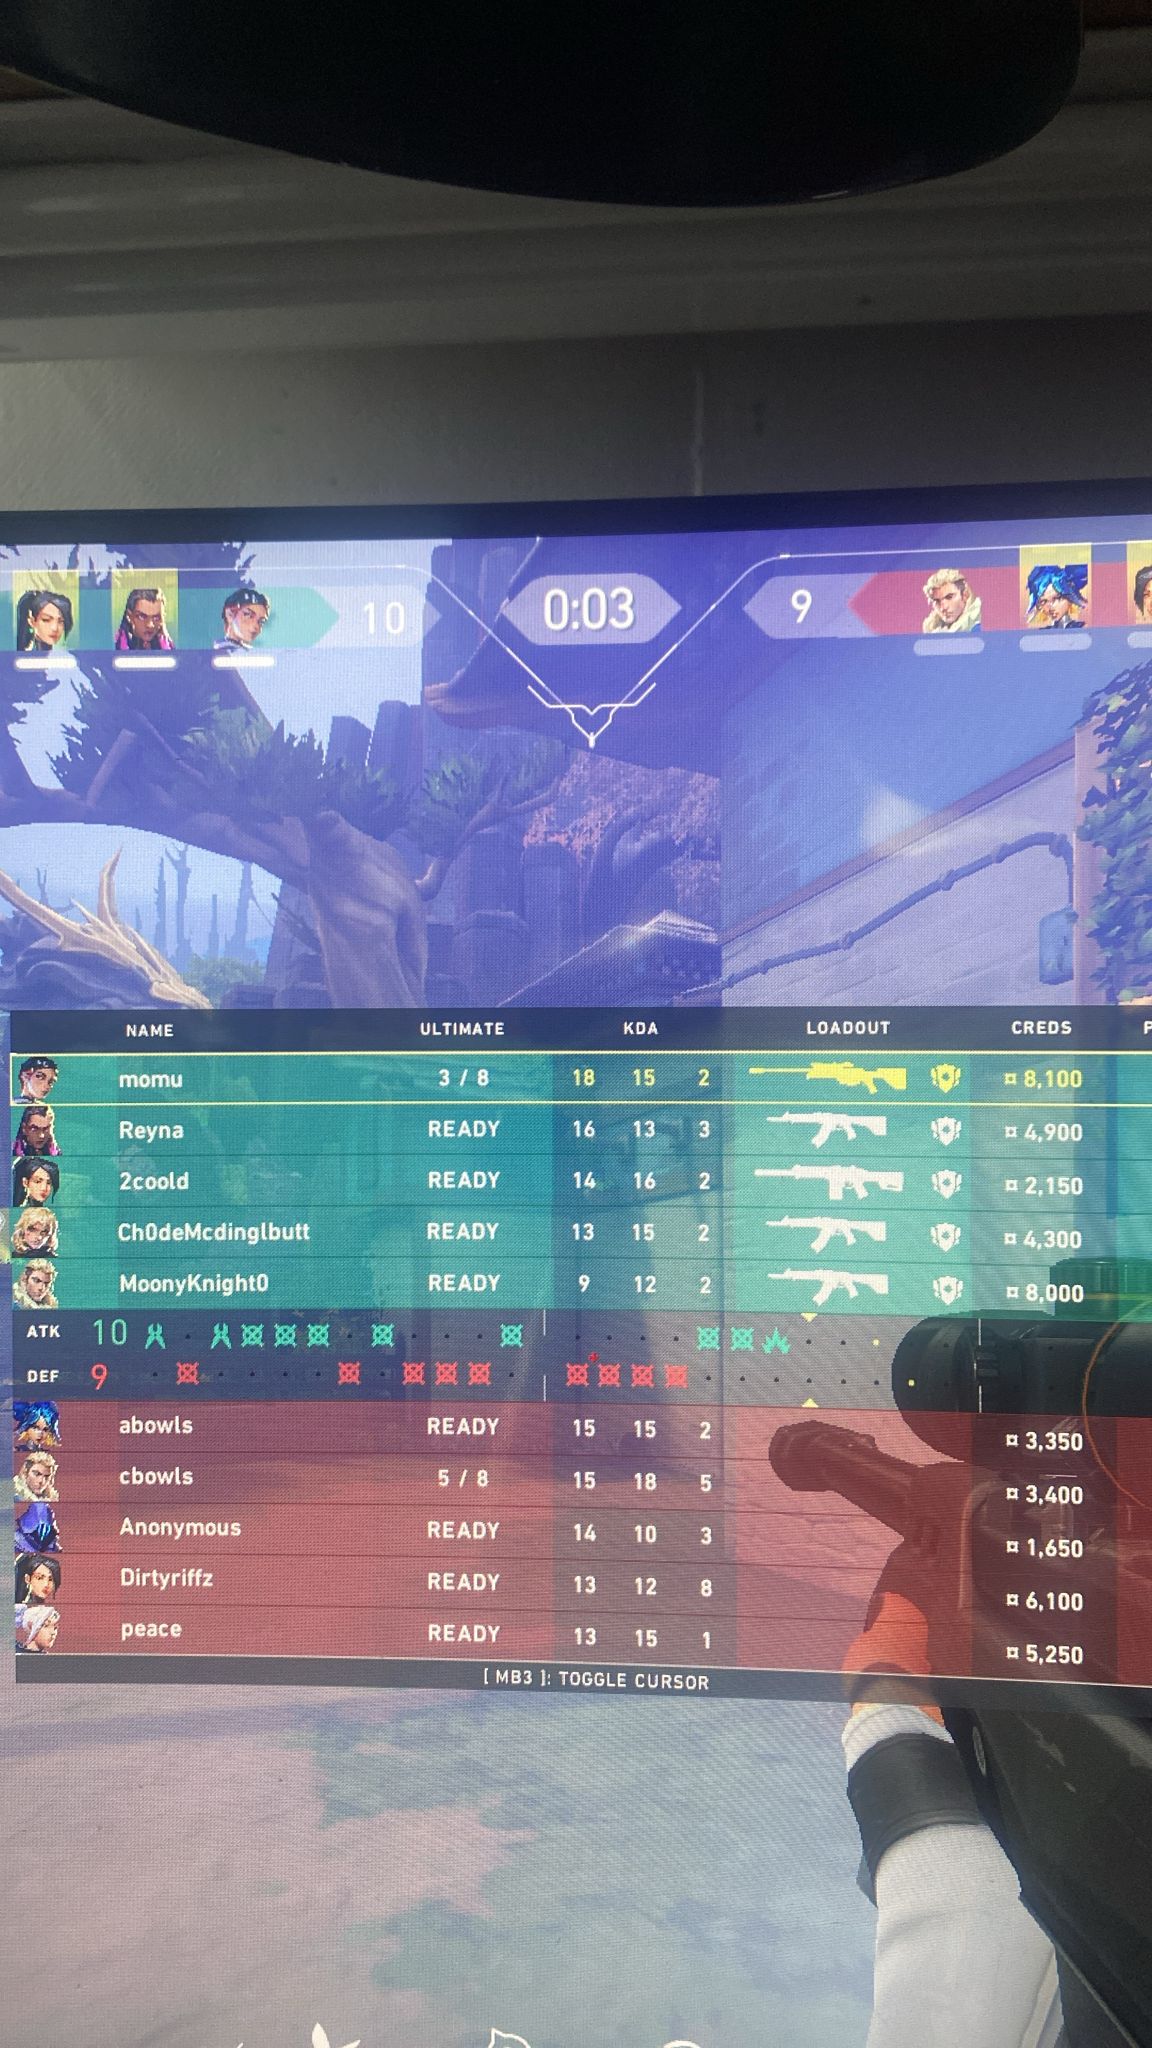 10 0:03 9
NAME ULTIMATE KDA LOADOUT CREDS P
momu 3 / 8 18 15 2 ¤ 8,100
Reyna READY 16 13 3 ¤ 4,900
2coold READY 14 16 2 ¤ 2,150
Ch0deMcdinglbutt READY 13 15 2 ¤ 4,300
MoonyKnight0 READY 9 12 2 ¤ 8,000
ATK 10
DEF 9
abowls READY 15 15 2 ¤ 3,350
cbowls 5 / 8 15 18 5 ¤ 3,400
Anonymous READY 14 10 3 ¤ 1,650
Dirtyriffz READY 13 12 8 ¤ 6,100
peace READY 13 15 1 ¤ 5,250
[ MB3 ]: TOGGLE CURSOR